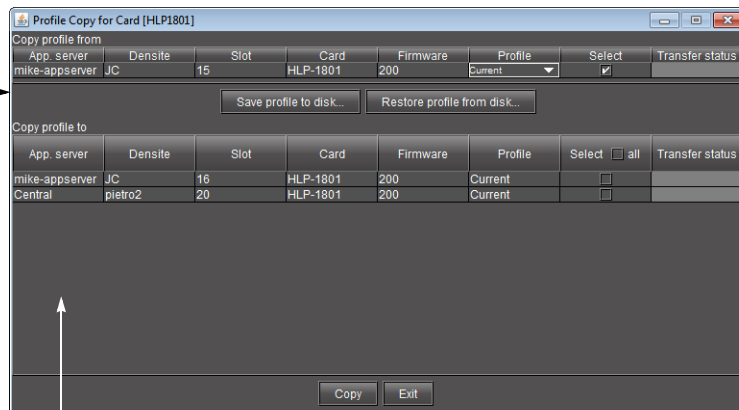 Profile Copy for Card [HLP1801]
Copy profile from
App. server Densite Slot Card Firmware Profile Select Transfer status
mike-appserver JC 15 HLP-1801 200 Current
Save profile to disk... Restore profile from disk...
Copy profile to
App. server Densite Slot Card Firmware Profile Select all Transfer status
mike-appserver JC 16 HLP-1801 200 Current
Central pietro2 20 HLP-1801 200 Current
Copy Exit